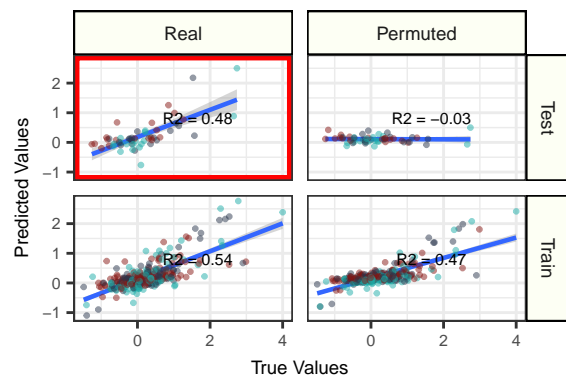 Real
Permuted
Predicted Values
2
1
0
−1
R2 = 0.48
R2 = −0.03
Test
2
1
0
−1
R2 = 0.54
R2 = 0.47
Train
0
2
4
0
2
4
True Values